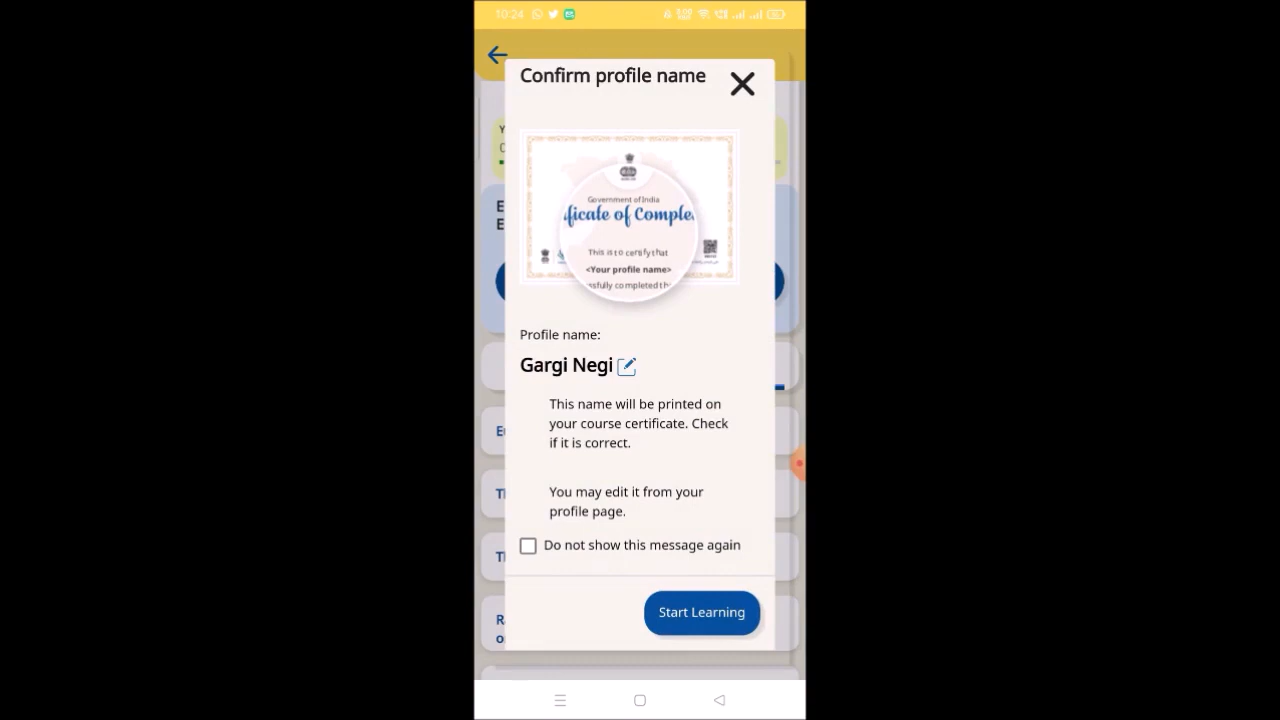 10:24
Confirm profile name
Government of India
ficate of Comple
This is to certify that
<Your profile name>
ssfully completed th
Profile name:
Gargi Negi
This name will be printed on
your course certificate. Check
if it is correct.
You may edit it from your
profile page.
Do not show this message again
Start Learning